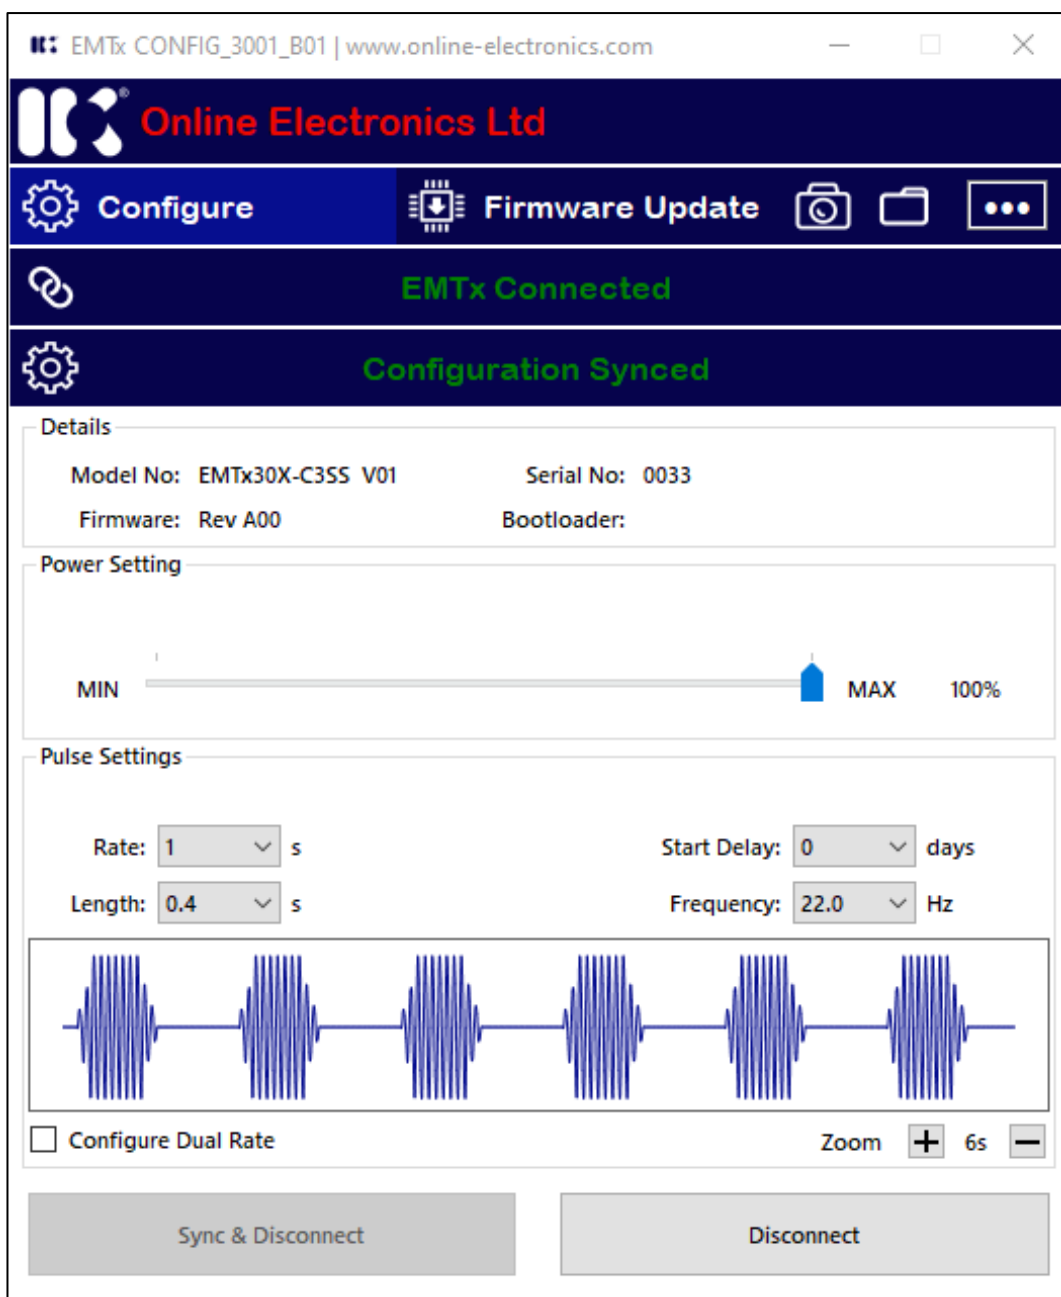 EMTx CONFIG_3001_B01 | www.online-electronics.com
® Online Electronics Ltd
Configure Firmware Update
EMTx Connected
Configuration Synced
Details
Model No: EMTx30X-C3SS V01 Serial No: 0033
Firmware: Rev A00 Bootloader:
Power Setting
MIN MAX 100%
Pulse Settings
Rate: 1 s Start Delay: 0 days
Length: 0.4 s Frequency: 22.0 Hz
Configure Dual Rate Zoom + 6s −
Sync & Disconnect Disconnect